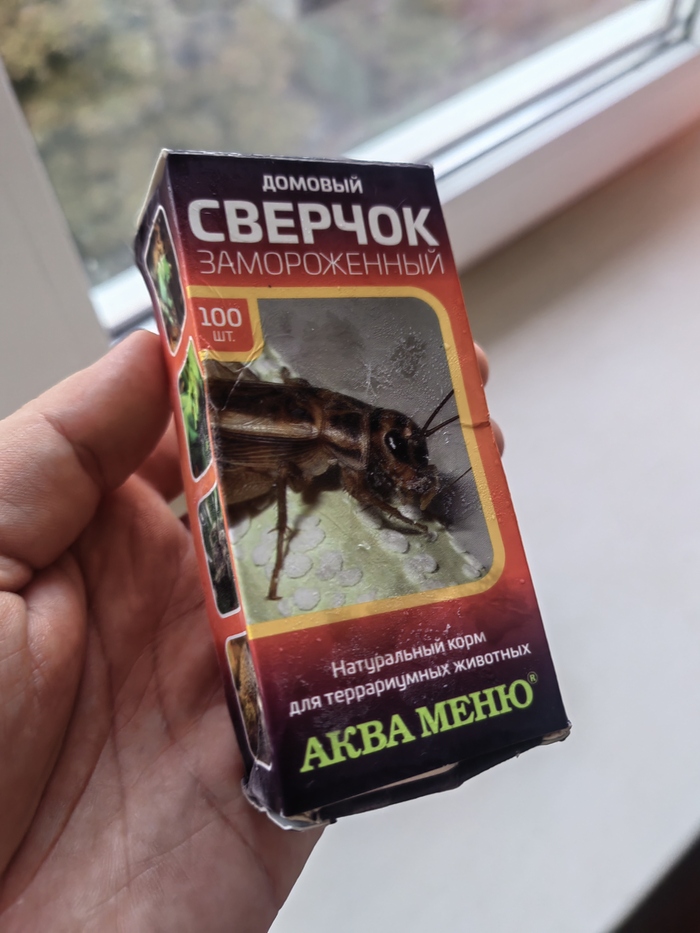 ДОМОВЫЙ
СВЕРЧОК
ЗАМОРОЖЕННЫЙ
100
ШТ.
Натуральный корм
для террариумных животных
АКВА МЕНЮ®